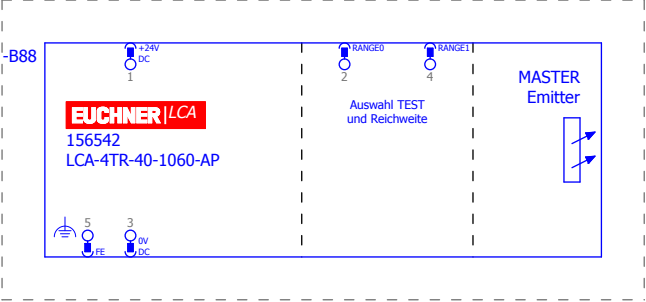 -B88
+24V
DC
1
RANGE0
2
RANGE1
4
MASTER
Emitter
EUCHNER LCA
Auswahl TEST
und Reichweite
156542
LCA-4TR-40-1060-AP
5
FE
3
0V
DC